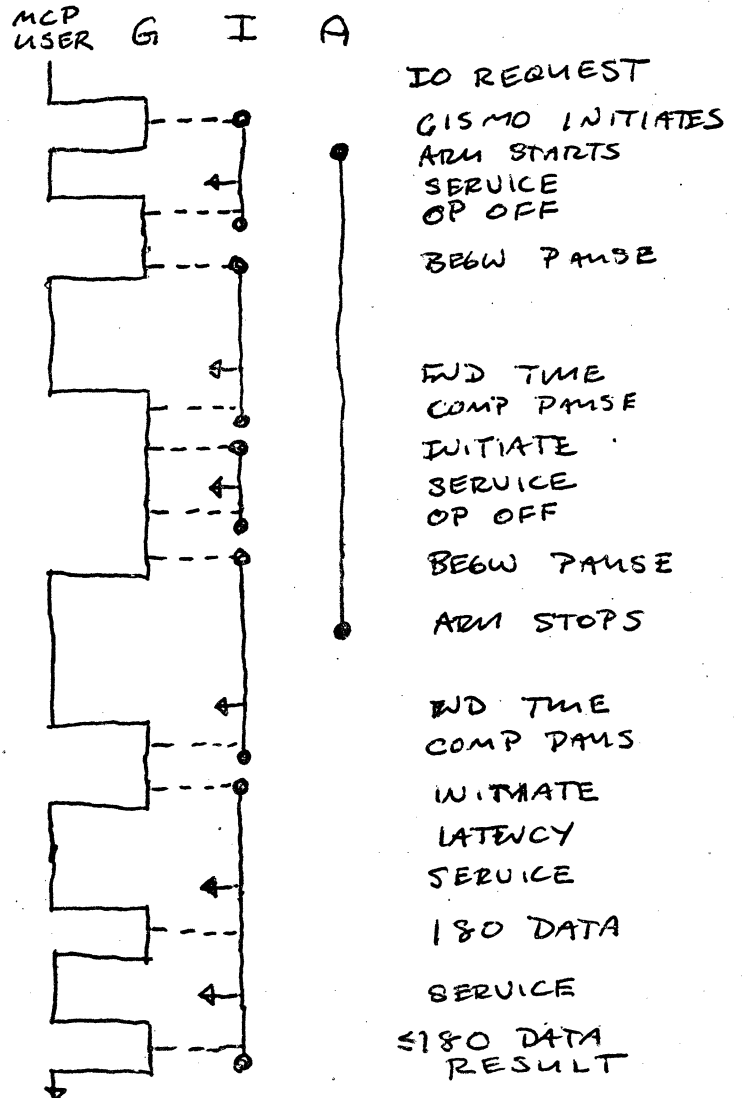 MCP
USER G I A
IO REQUEST
GISMO INITIATES
ARM STARTS
SERVICE
OP OFF
BEGIN PAUSE
END TIME
COMP PAUSE
INITIATE
SERVICE
OP OFF
BEGIN PAUSE
ARM STOPS
END TIME
COMP PAUS
INITIATE
LATENCY
SERVICE
180 DATA
SERVICE
≤180 DATA
RESULT